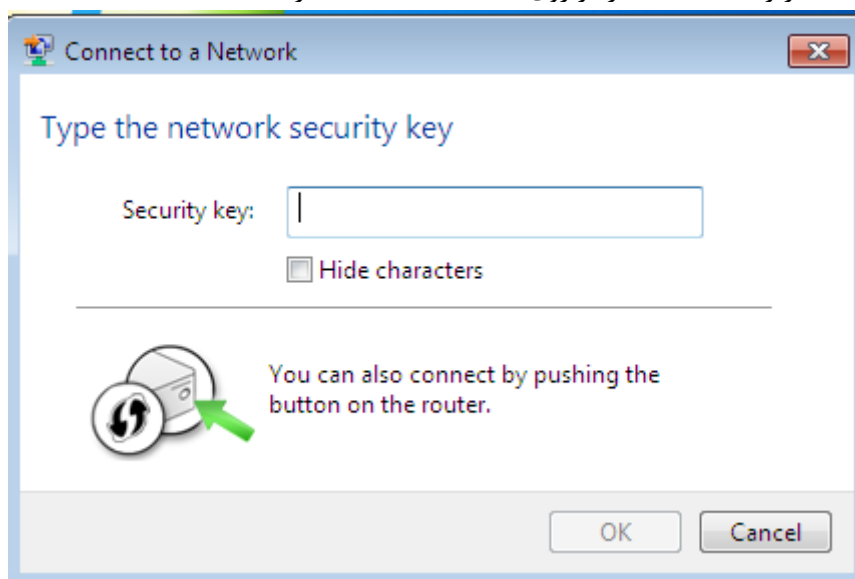 Connect to a Network
Type the network security key
Security key:
Hide characters
You can also connect by pushing the
button on the router.
OK
Cancel